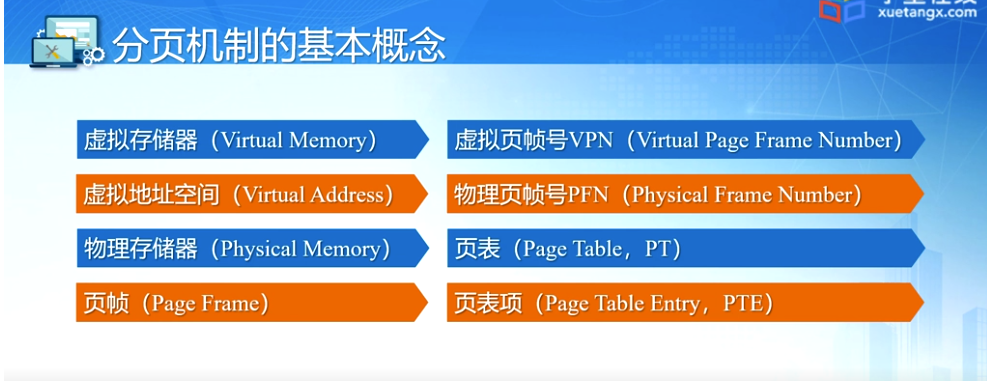 xuetangx.com
分页机制的基本概念
虚拟存储器（Virtual Memory）
虚拟页帧号VPN（Virtual Page Frame Number）
虚拟地址空间（Virtual Address）
物理页帧号PFN（Physical Frame Number）
物理存储器（Physical Memory）
页表（Page Table，PT）
页帧（Page Frame）
页表项（Page Table Entry，PTE）